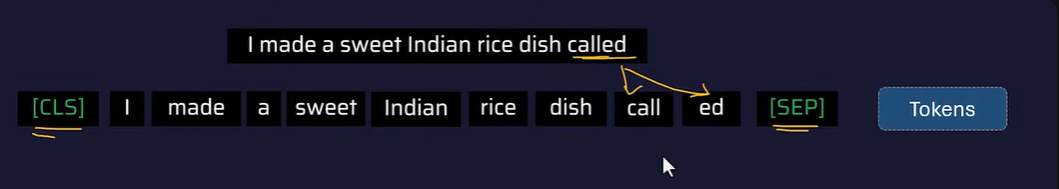 I made a sweet Indian rice dish called
[CLS] I made a sweet Indian rice dish call ed [SEP] Tokens